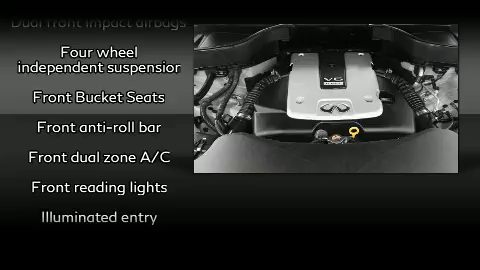 Dual front impact airbags
Four wheel
independent suspension
Front Bucket Seats
Front anti-roll bar
Front dual zone A/C
Front reading lights
Illuminated entry
V6